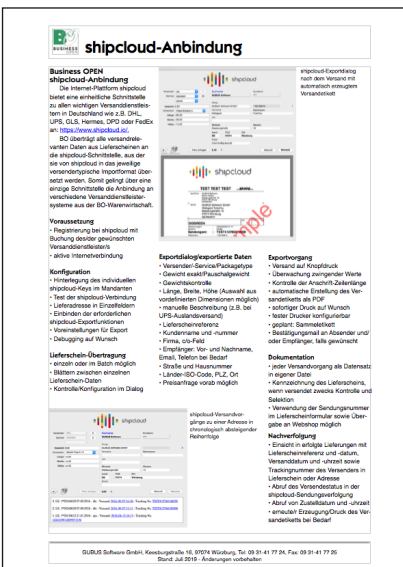 BUSINESS
shipcloud-Anbindung
Business OPEN
shipcloud-Anbindung
Die Internet-Plattform shipcloud
bietet eine einheitliche Schnittstelle
zu allen wichtigen Versanddienstleis-
tern in Deutschland wie z.B. DHL,
UPS, GLS, Hermes, DPD oder FedEx
an: https://www.shipcloud.io/.
BO überträgt alle versandrele-
vanten Daten aus Lieferscheinen an
die shipcloud-Schnittstelle, aus der
sie von shipcloud in das jeweilige
versendertypische Importformat über-
setzt werden. Somit gelingt über eine
einzige Schnittstelle die Anbindung an
verschiedene Versanddienstleister-
systeme aus der BO-Warenwirtschaft.
Voraussetzung
• Registrierung bei shipcloud mit
Buchung des/der gewünschten
Versanddienstleister/s
• aktive Internetverbindung
Konfiguration
• Hinterlegung des individuellen
shipcloud-Keys im Mandanten
• Test der shipcloud-Verbindung
• Lieferadresse in Einzelfeldern
• Einbinden der erforderlichen
shipcloud-Exportfunktionen
• Voreinstellungen für Export
• Debugging auf Wunsch
Lieferschein-Übertragung
• einzeln oder im Batch möglich
• Blättern zwischen einzelnen
Lieferschein-Daten
• Kontrolle/Konfiguration im Dialog
shipcloud
shipcloud
TEST TEST TEST
shipcloud-Exportdialog
nach dem Versand mit
automatisch erzeugtem
Versandetikett
Exportdialog/exportierte Daten
• Versender/-Service/Packagetype
• Gewicht exakt/Pauschalgewicht
• Gewichtskontrolle
• Länge, Breite, Höhe (Auswahl aus
vordefinierten Dimensionen möglich)
• manuelle Beschreibung (z.B. bei
UPS-Auslandsversand)
• Lieferscheinreferenz
• Kundenname und -nummer
• Firma, c/o-Feld
• Empfänger: Vor- und Nachname,
Email, Telefon bei Bedarf
• Straße und Hausnummer
• Länder-ISO-Code, PLZ, Ort
• Preisanfrage vorab möglich
Exportvorgang
• Versand auf Knopfdruck
• Überwachung zwingender Werte
• Kontrolle der Anschrift-Zeilenlänge
• automatische Erstellung des Ver-
sandetiketts als PDF
• sofortiger Druck auf Wunsch
• fester Drucker konfigurierbar
• geplant: Sammeletikett
• Bestätigungsmail an Absender und/
oder Empfänger, falls gewünscht
Dokumentation
• jeder Versandvorgang als Datensatz
in eigener Datei
• Kennzeichnung des Lieferscheins,
wenn versendet zwecks Kontrolle und
Selektion
• Verwendung der Sendungsnummer
im Lieferscheinformular sowie Über-
gabe an Webshop möglich
Nachverfolgung
• Einsicht in erfolgte Lieferungen mit
Lieferscheinreferenz und -datum,
Versanddatum und -uhrzeit sowie
Trackingnummer des Versenders in
Lieferschein oder Adresse
• Abruf des Versendestatus in der
shipcloud-Sendungsverfolgung
• Abruf von Zustelldatum und -uhrzeit
• erneute/r Erzeugung/Druck des Ver-
sandetiketts bei Bedarf
shipcloud
shipcloud-Versandvor-
gänge zu einer Adresse in
chronologisch absteigender
Reihenfolge
GUBUS Software GmbH, Keesburgstraße 18, 97074 Würzburg, Tel: 09 31-41 77 24, Fax: 09 31-41 77 25
Stand: Juli 2019 - Änderungen vorbehalten